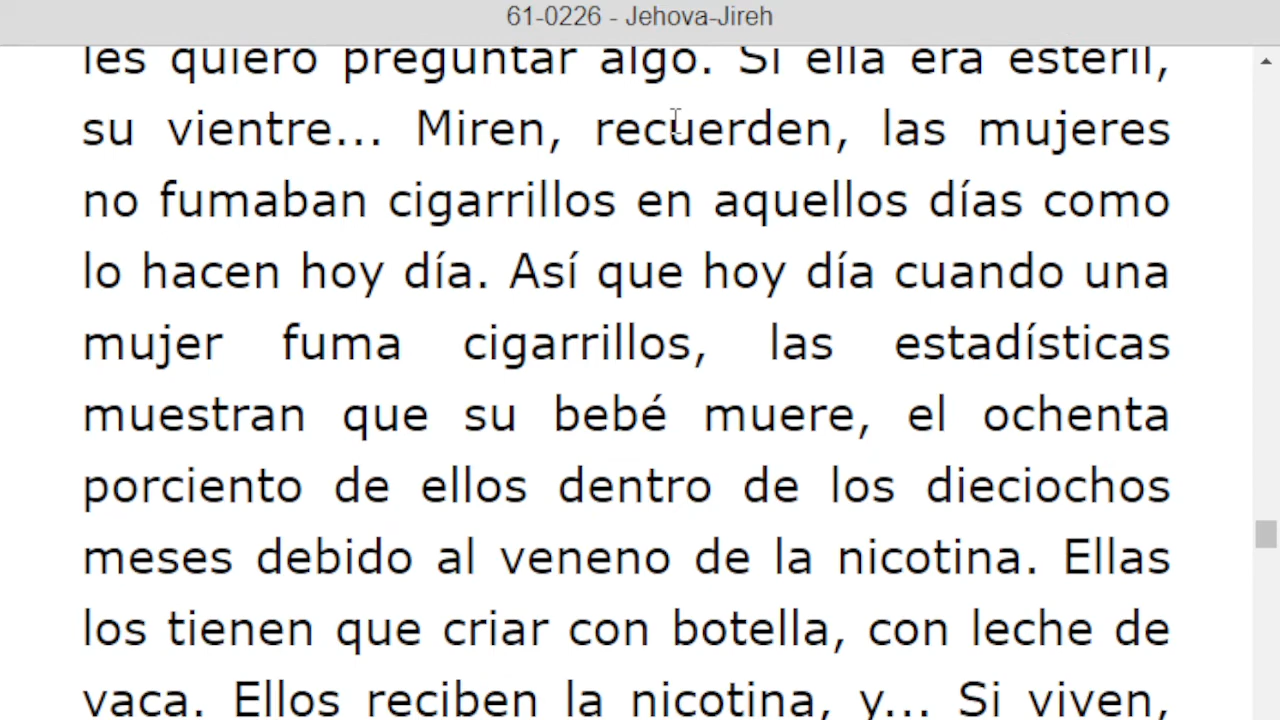 61-0226 - Jehova-Jireh
les quiero preguntar algo. Si ella era estéril,
su vientre... Miren, recuerden, las mujeres
no fumaban cigarrillos en aquellos días como
lo hacen hoy día. Así que hoy día cuando una
mujer fuma cigarrillos, las estadísticas
muestran que su bebé muere, el ochenta
porciento de ellos dentro de los dieciochos
meses debido al veneno de la nicotina. Ellas
los tienen que criar con botella, con leche de
vaca. Ellos reciben la nicotina, y... Si viven,